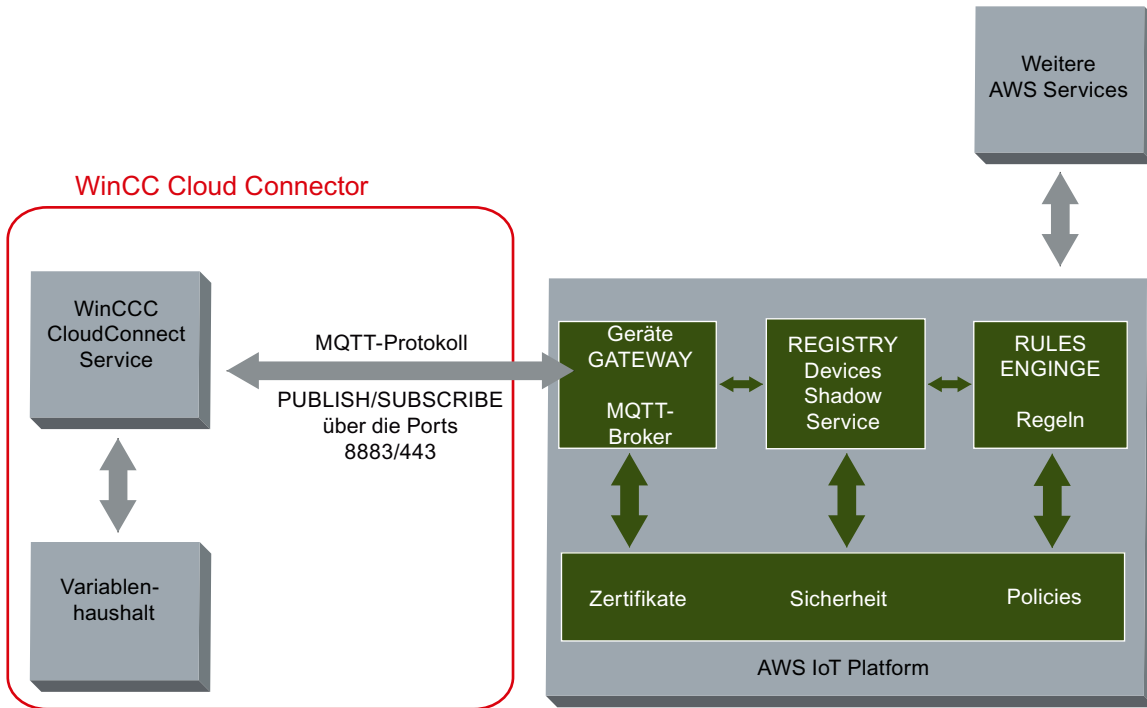 Weitere
AWS Services
WinCC Cloud Connector
WinCCC
CloudConnect
Service
MQTT-Protokoll
PUBLISH/SUBSCRIBE
über die Ports
8883/443
Variablen-
haushalt
Geräte
GATEWAY
MQTT-
Broker
REGISTRY
Devices
Shadow
Service
RULES
ENGINGE
Regeln
Zertifikate
Sicherheit
Policies
AWS IoT Platform